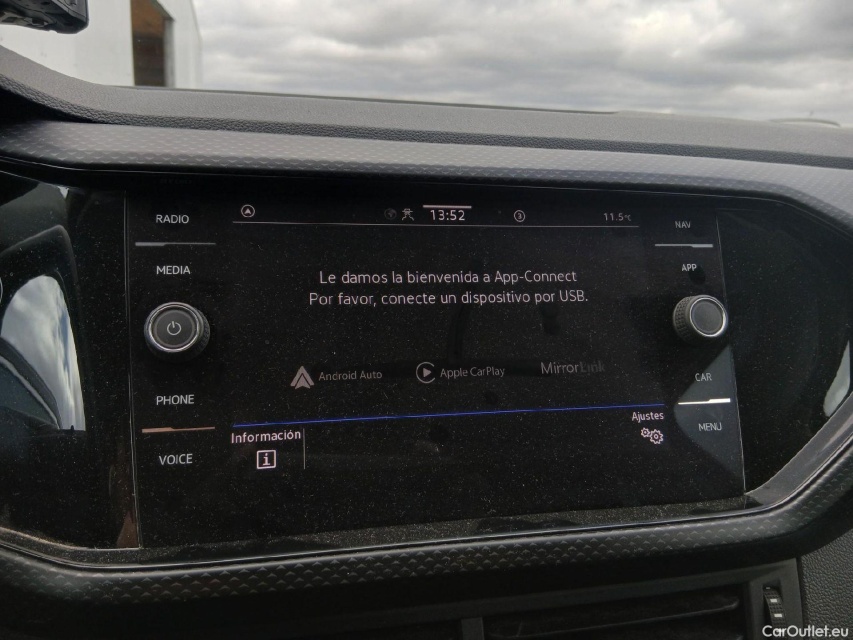 RADIO
MEDIA
PHONE
VOICE
13:52
3
11.5°C
Le damos la bienvenida a App-Connect
Por favor, conecte un dispositivo por USB.
Android Auto
Apple CarPlay
MirrorLink
Información
i
Ajustes
NAV
APP
CAR
MENU
CarOutlet.eu